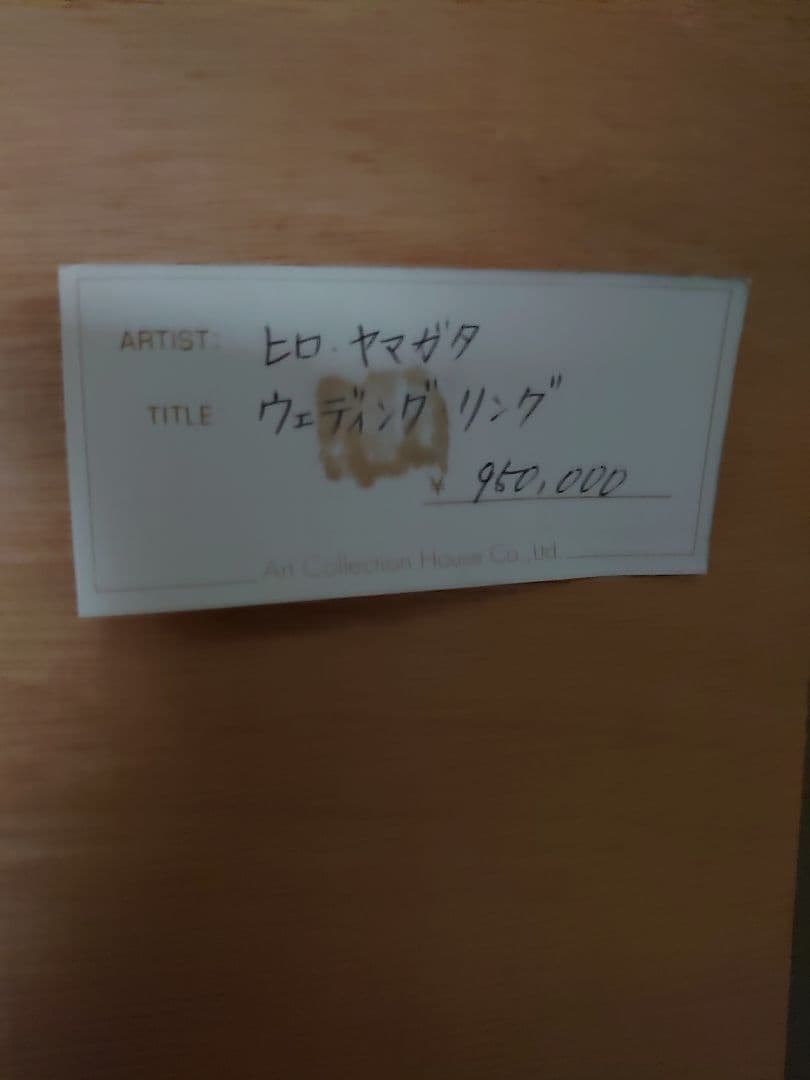 ARTIST: ヒロ・ヤマガタ
TITLE ウェディング リング
¥ 950,000
Art Collection House Co.,Ltd.